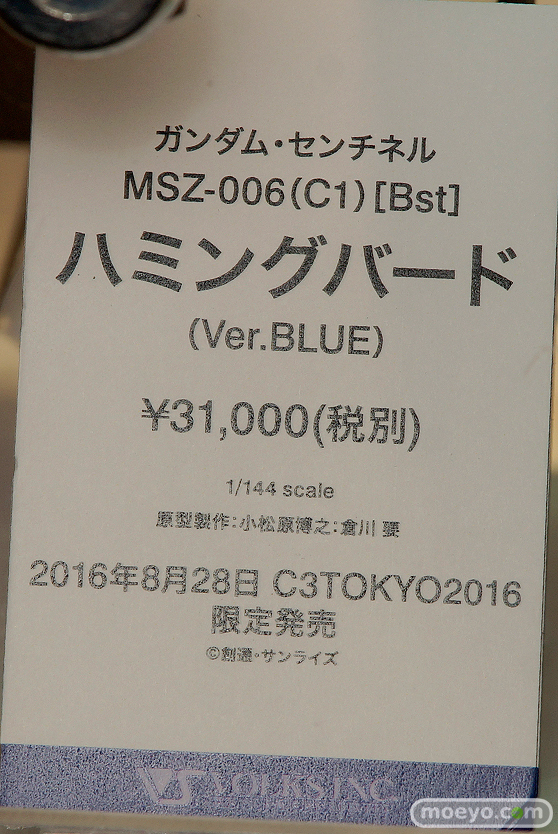 ガンダム・センチネル
MSZ-006(C1)[Bst]
ハミングバード
(Ver.BLUE)
¥31,000(税別)
1/144 scale
原型製作:小松原博之:倉川 要
2016年8月28日 C3TOKYO2016
限定発売
©創通・サンライズ
VS VOLKS INC
moeyo.com